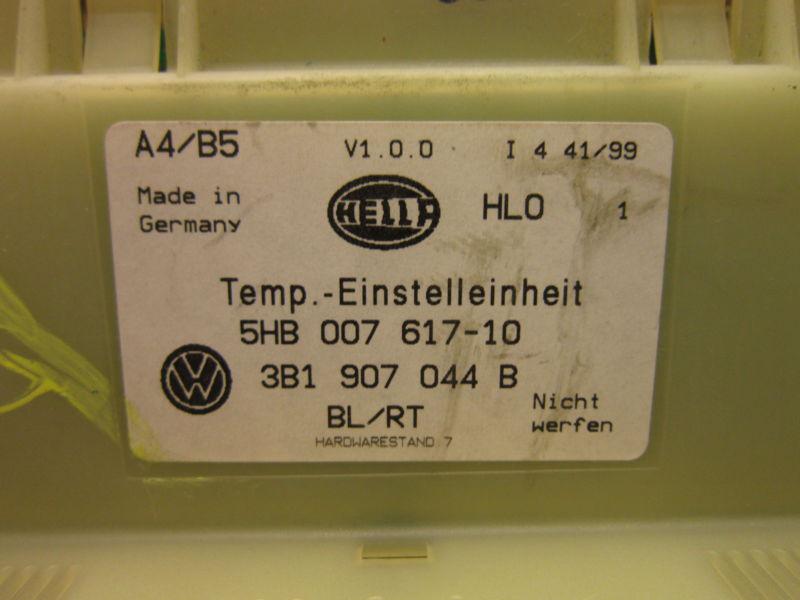 A4/B5 V1.0.0 I 4 41/99
Made in
Germany
HELLA
HLO 1
Temp.-Einstelleinheit
5HB 007 617-10
VW
3B1 907 044 B
BL/RT
Nicht
werfen
HARDWARESTAND 7